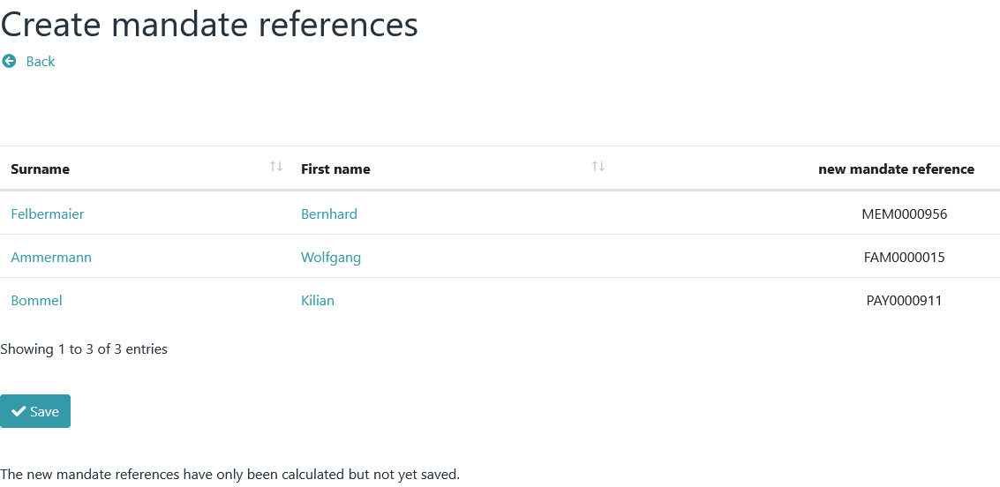 Create mandate references
Back
Surname First name new mandate reference
Felbermaier Bernhard MEM0000956
Ammermann Wolfgang FAM0000015
Bommel Kilian PAY0000911
Showing 1 to 3 of 3 entries
Save
The new mandate references have only been calculated but not yet saved.